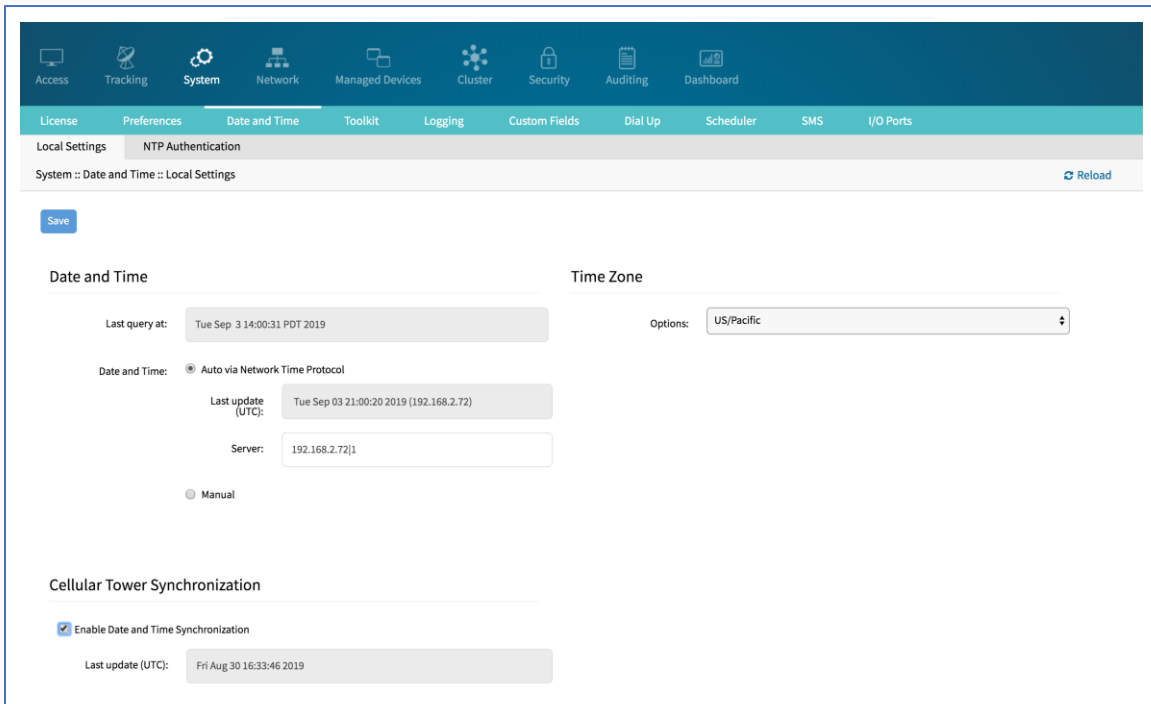 Access Tracking System Network Managed Devices Cluster Security Auditing Dashboard
License Preferences Date and Time Toolkit Logging Custom Fields Dial Up Scheduler SMS I/O Ports
Local Settings NTP Authentication
System :: Date and Time :: Local Settings Reload
Save
Date and Time Time Zone
Last query at: Tue Sep 3 14:00:31 PDT 2019 Options: US/Pacific
Date and Time: Auto via Network Time Protocol
Last update
(UTC): Tue Sep 03 21:00:20 2019 (192.168.2.72)
Server: 192.168.2.72|1
Manual
Cellular Tower Synchronization
Enable Date and Time Synchronization
Last update (UTC): Fri Aug 30 16:33:46 2019